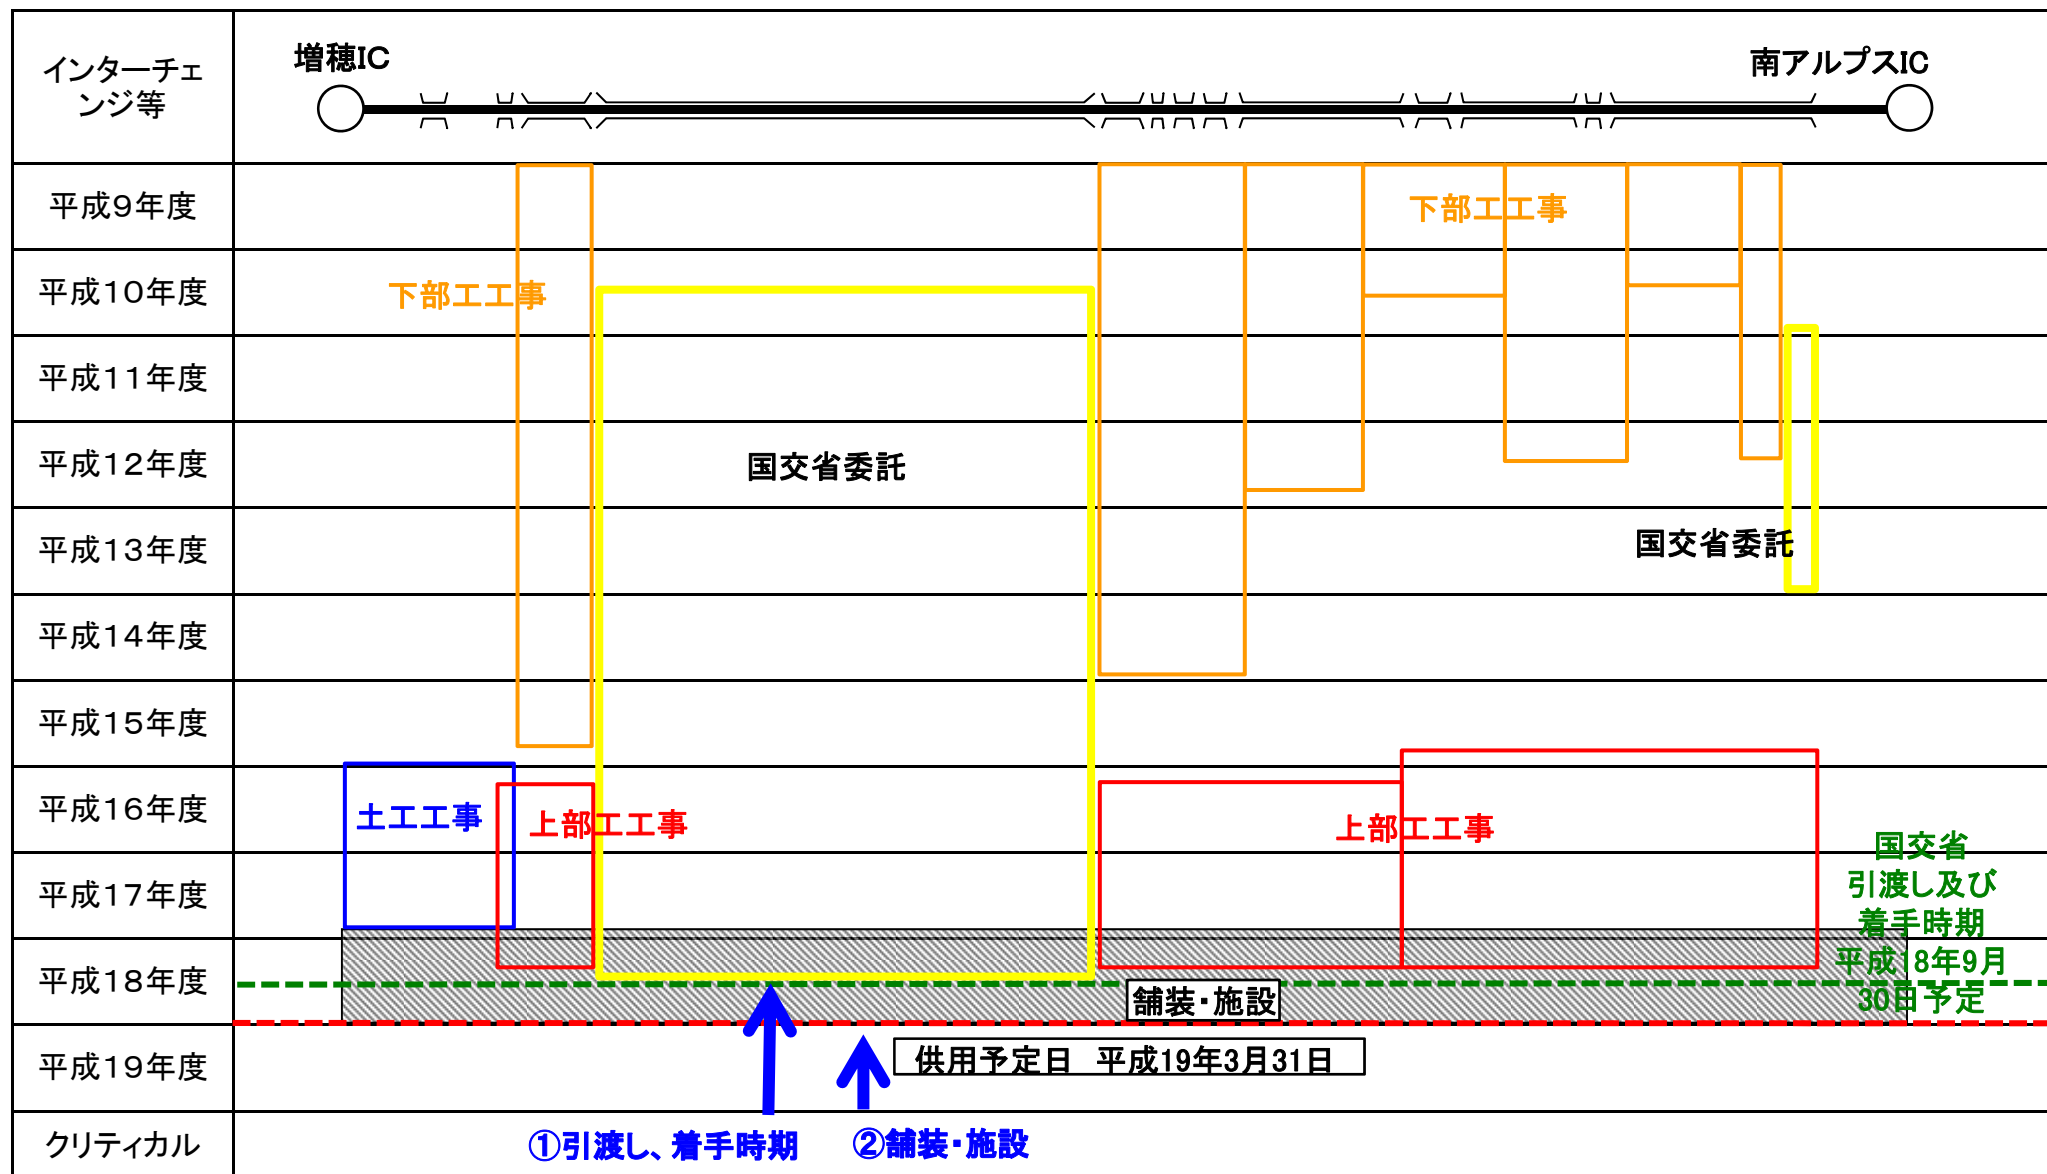 インターチェ
ンジ等
増穂IC
南アルプスIC
平成9年度
下部工工事
平成10年度
下部工工事
平成11年度
平成12年度
国交省委託
平成13年度
国交省委託
平成14年度
平成15年度
平成16年度
土工工事
上部工工事
上部工工事
国交省
引渡し及び
着手時期
平成18年9月
30日予定
平成17年度
平成18年度
舗装・施設
平成19年度
供用予定日　平成19年3月31日
クリティカル
①引渡し、着手時期
②舗装・施設